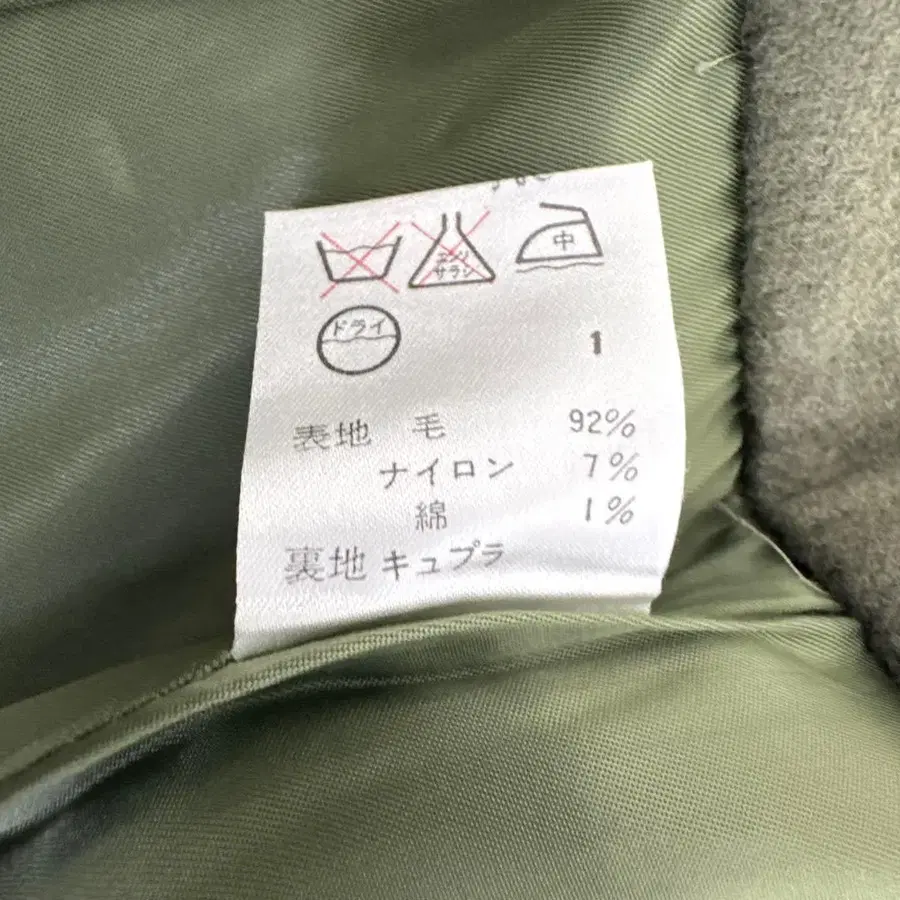 エンソ
サラシ
中
ドライ
1
表地 毛 92%
ナイロン 7%
綿 1%
裏地 キュプラ